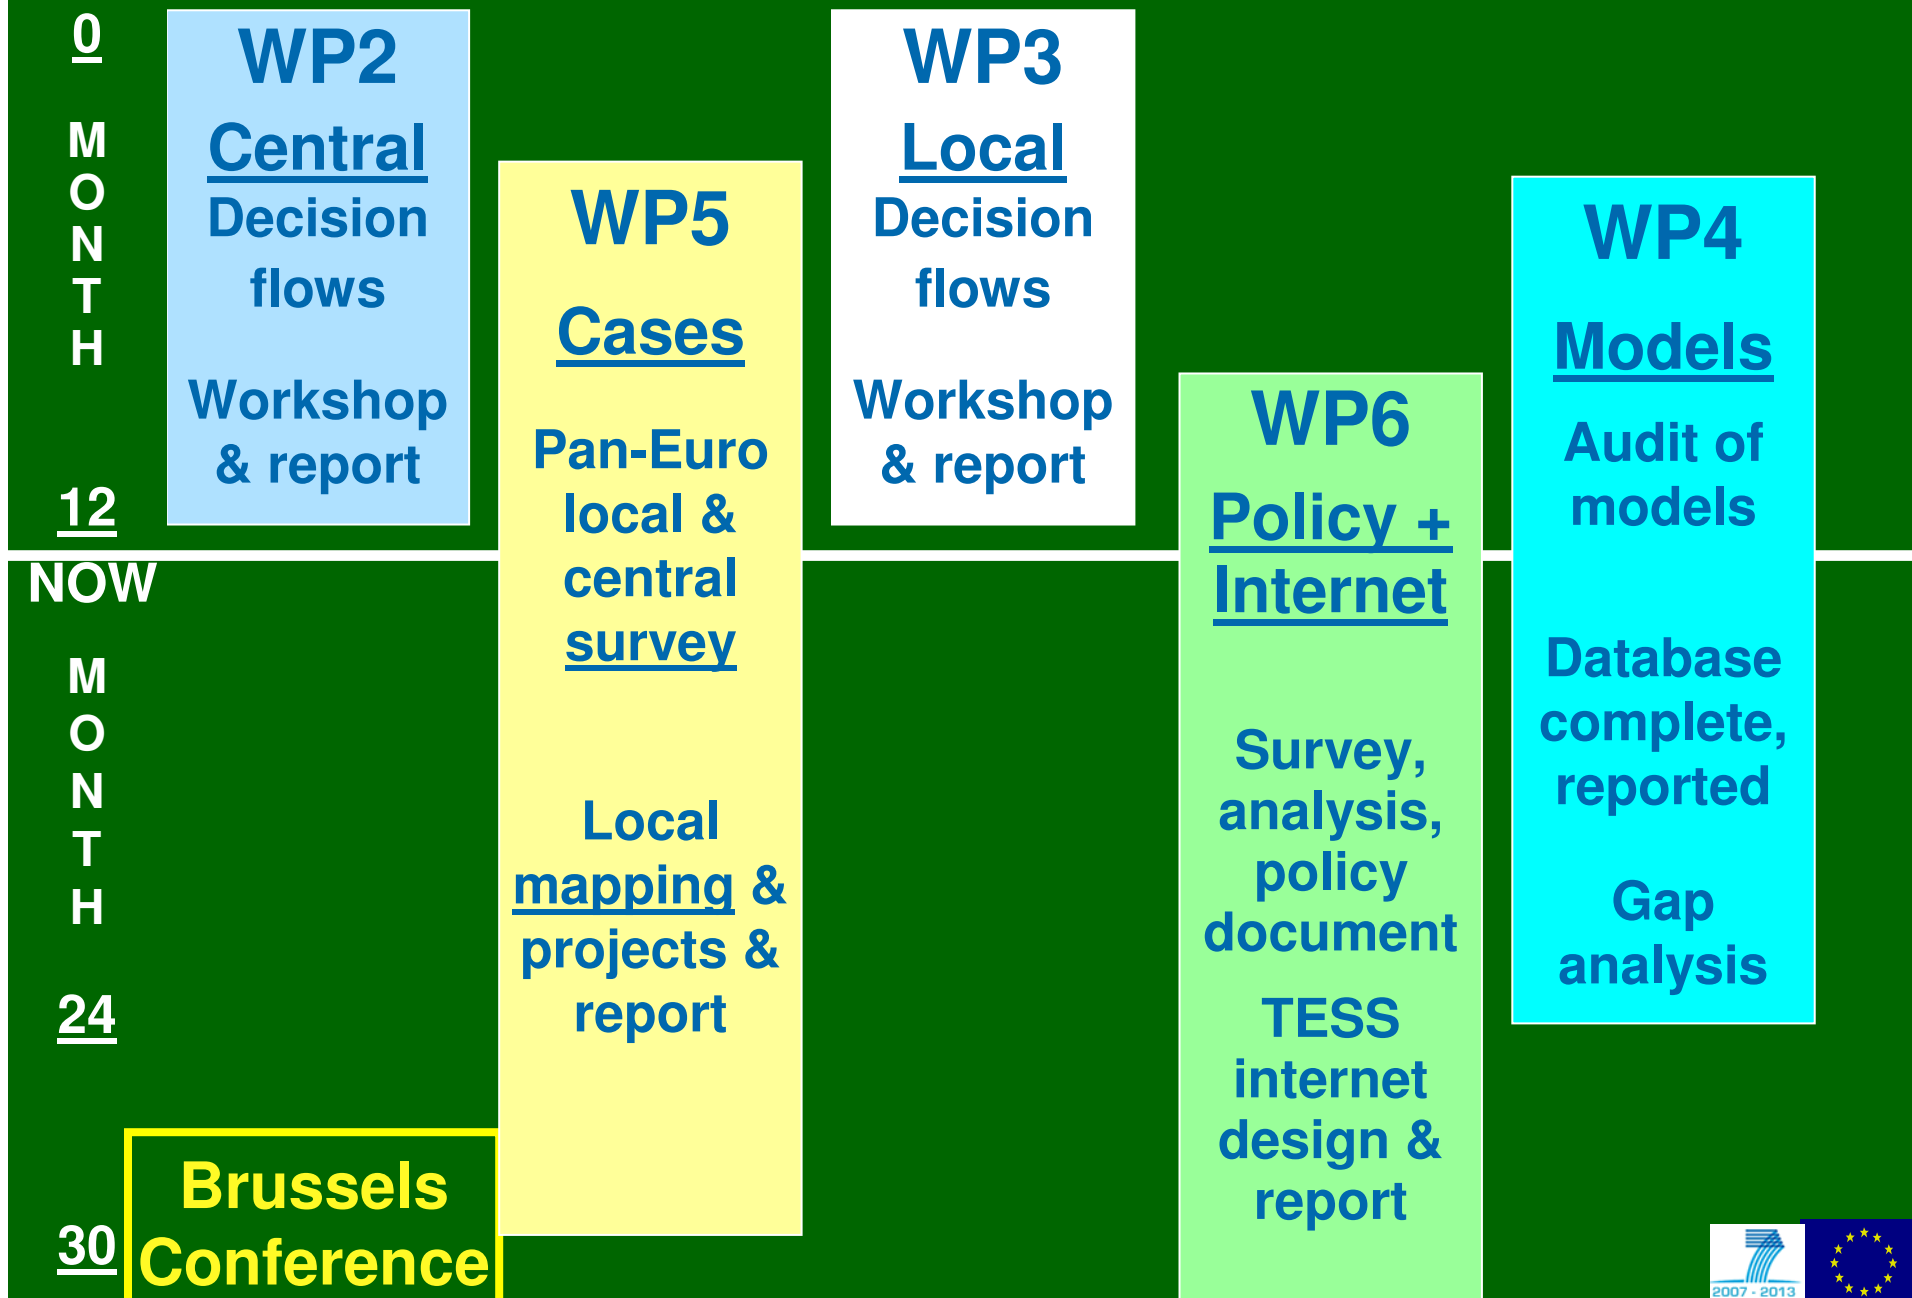 0
MONTH
12
NOW
MONTH
24
30
WP2
Central
Decision
flows
Workshop
& report
Brussels
Conference
WP5
Cases
Pan-Euro
local &
central
survey
Local
mapping &
projects &
report
WP3
Local
Decision
flows
Workshop
& report
WP6
Policy +
Internet
Survey,
analysis,
policy
document
TESS
internet
design &
report
WP4
Models
Audit of
models
Database
complete,
reported
Gap
analysis
2007 - 2013